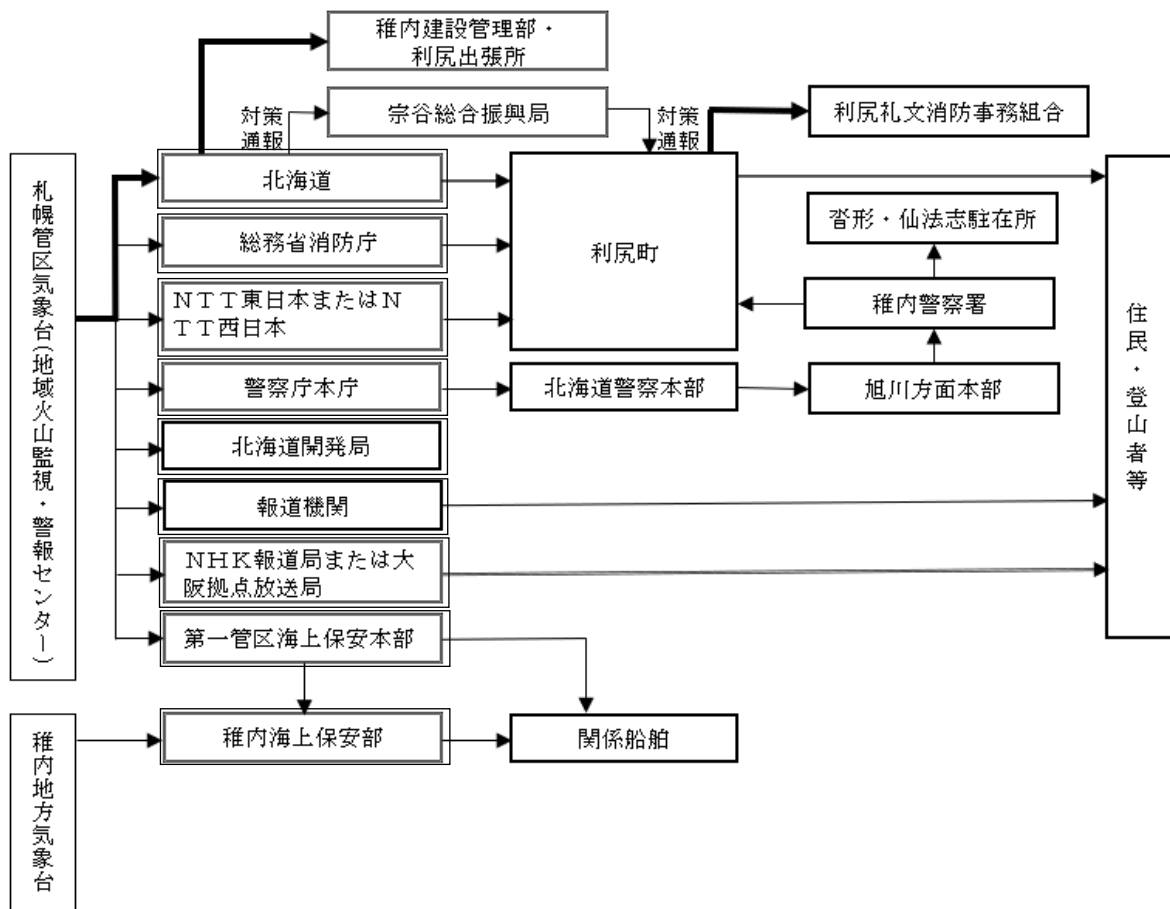 稚内建設管理部・
利尻出張所
対策
通報
宗谷総合振興局
対策
通報
利尻礼文消防事務組合
札幌管区気象台(地域火山監視・警報センター)
北海道
総務省消防庁
利尻町
沓形・仙法志駐在所
ＮＴＴ東日本またはＮ
ＴＴ西日本
稚内警察署
住民・登山者等
警察庁本庁
北海道警察本部
旭川方面本部
北海道開発局
報道機関
ＮＨＫ報道局または大
阪拠点放送局
第一管区海上保安本部
稚内地方気象台
稚内海上保安部
関係船舶